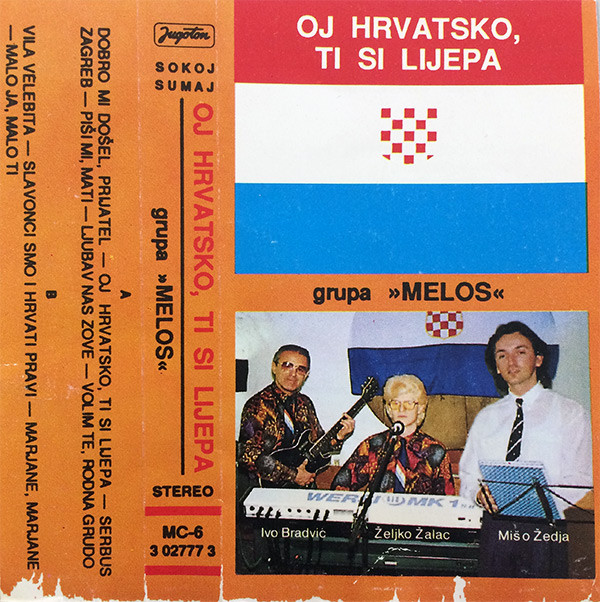 DOBRO MI DOŠEL, PRIJATEL — OJ HRVATSKO, TI SI LIJEPA — SERBUS
ZAGREB — PIŠI MI, MATI — LJUBAV NAS ZOVE — VOLIM TE, RODNA GRUDO
A
B
VILA VELEBITA — SLAVONCI SMO I HRVATI PRAVI — MARJANE, MARJANE
— MALO JA, MALO TI
Jugoton
SOKOJ
SUMAJ
OJ HRVATSKO, TI SI LIJEPA
grupa »MELOS«
STEREO
MC-6
3 02777 3
OJ HRVATSKO,
TI SI LIJEPA
grupa »MELOS«
WERSI MK 1
Ivo Bradvić
Željko Žalac
Mišo Žedja